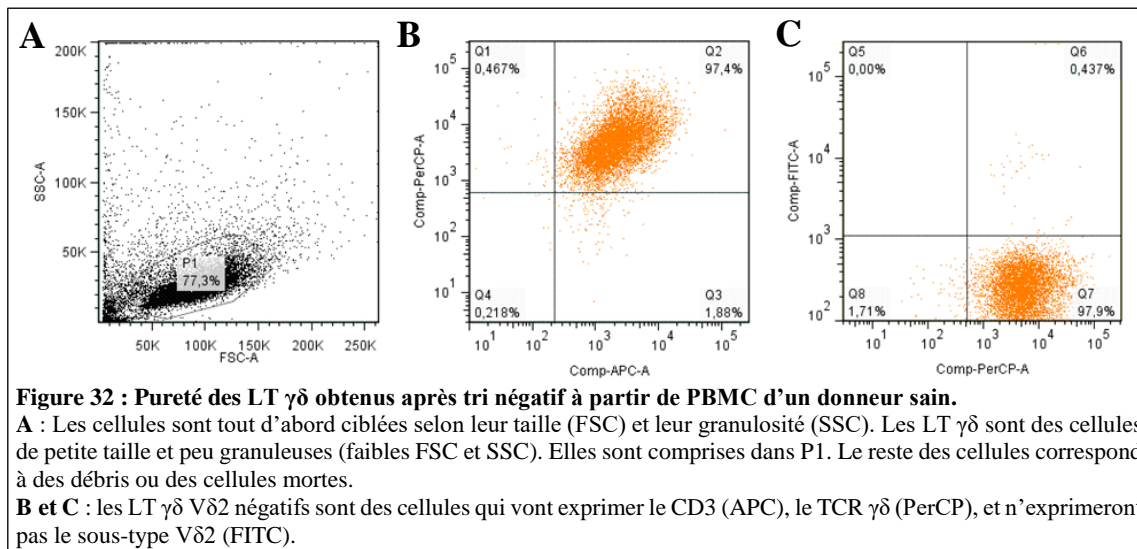 A
200K
150K
100K
50K
SSC-A
P1
77,3%
50K 100K 150K 200K 250K
FSC-A
B
Q1
0,467%
Q2
97,4%
10^5
10^4
10^3
10^2
10^1
Comp-PerCP-A
Q4
0,218%
Q3
1,88%
10^1 10^2 10^3 10^4 10^5
Comp-APC-A
C
Q5
0,00%
Q6
0,437%
10^5
10^4
10^3
10^2
Comp-FITC-A
Q8
1,71%
Q7
97,9%
10^1 10^2 10^3 10^4 10^5
Comp-PerCP-A
Figure 32 : Pureté des LT γδ obtenus après tri négatif à partir de PBMC d’un donneur sain.
A : Les cellules sont tout d’abord ciblées selon leur taille (FSC) et leur granulosité (SSC). Les LT γδ sont des cellules
de petite taille et peu granuleuses (faibles FSC et SSC). Elles sont comprises dans P1. Le reste des cellules correspond
à des débris ou des cellules mortes.
B et C : les LT γδ Vδ2 négatifs sont des cellules qui vont exprimer le CD3 (APC), le TCR γδ (PerCP), et n’exprimeront
pas le sous-type Vδ2 (FITC).